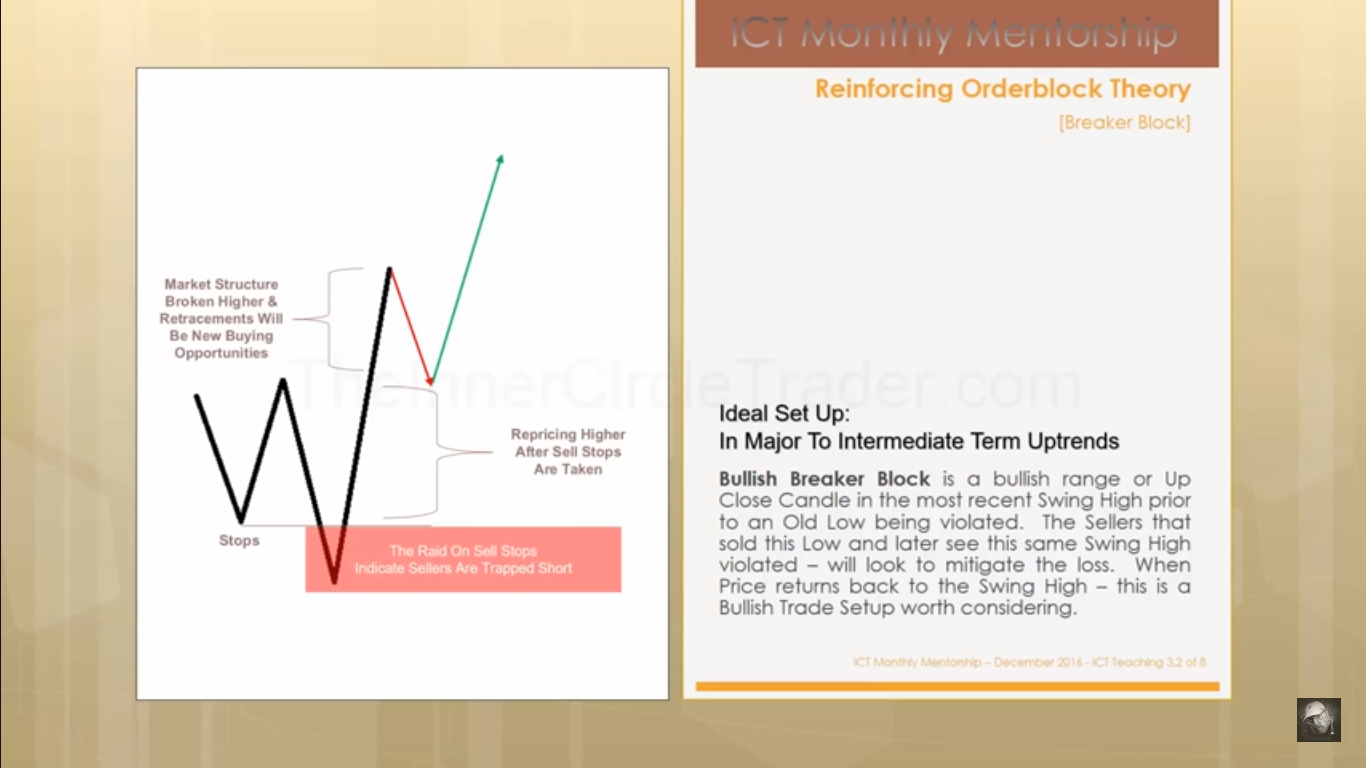 ICT Monthly Mentorship
Reinforcing Orderblock Theory
[Breaker Block]
Market Structure
Broken Higher &
Retracements Will
Be New Buying
Opportunities
TheInnerCircleTrader.com
Repricing Higher
After Sell Stops
Are Taken
Stops
The Raid On Sell Stops
Indicate Sellers Are Trapped Short
Ideal Set Up:
In Major To Intermediate Term Uptrends
Bullish Breaker Block is a bullish range or Up
Close Candle in the most recent Swing High prior
to an Old Low being violated. The Sellers that
sold this Low and later see this same Swing High
violated – will look to mitigate the loss. When
Price returns back to the Swing High – this is a
Bullish Trade Setup worth considering.
ICT Monthly Mentorship – December 2016 - ICT Teaching 3.2 of 8